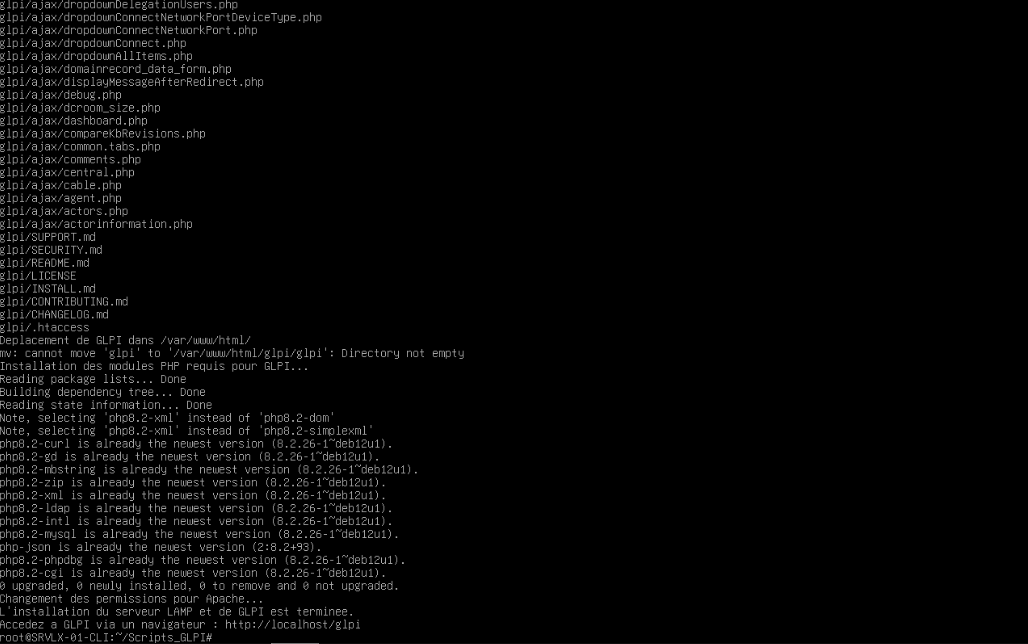 glpi/ajax/dropdownDelegationUsers.php
glpi/ajax/dropdownConnectNetworkPortDeviceType.php
glpi/ajax/dropdownConnectNetworkPort.php
glpi/ajax/dropdownConnect.php
glpi/ajax/dropdownAllItems.php
glpi/ajax/domainrecord_data_form.php
glpi/ajax/displayMessageAfterRedirect.php
glpi/ajax/debug.php
glpi/ajax/dcroom_size.php
glpi/ajax/dashboard.php
glpi/ajax/compareKbRevisions.php
glpi/ajax/common.tabs.php
glpi/ajax/comments.php
glpi/ajax/central.php
glpi/ajax/cable.php
glpi/ajax/agent.php
glpi/ajax/actors.php
glpi/ajax/actorinformation.php
glpi/SUPPORT.md
glpi/SECURITY.md
glpi/README.md
glpi/LICENSE
glpi/INSTALL.md
glpi/CONTRIBUTING.md
glpi/CHANGELOG.md
glpi/.htaccess
Deplacement de GLPI dans /var/www/html/
mv: cannot move 'glpi' to '/var/www/html/glpi/glpi': Directory not empty
Installation des modules PHP requis pour GLPI...
Reading package lists... Done
Building dependency tree... Done
Reading state information... Done
Note, selecting 'php8.2-xml' instead of 'php8.2-dom'
Note, selecting 'php8.2-xml' instead of 'php8.2-simplexml'
php8.2-curl is already the newest version (8.2.26-1~deb12u1).
php8.2-gd is already the newest version (8.2.26-1~deb12u1).
php8.2-mbstring is already the newest version (8.2.26-1~deb12u1).
php8.2-zip is already the newest version (8.2.26-1~deb12u1).
php8.2-xml is already the newest version (8.2.26-1~deb12u1).
php8.2-ldap is already the newest version (8.2.26-1~deb12u1).
php8.2-intl is already the newest version (8.2.26-1~deb12u1).
php8.2-mysql is already the newest version (8.2.26-1~deb12u1).
php-json is already the newest version (2:8.2+93).
php8.2-phpdbg is already the newest version (8.2.26-1~deb12u1).
php8.2-cgi is already the newest version (8.2.26-1~deb12u1).
0 upgraded, 0 newly installed, 0 to remove and 0 not upgraded.
Changement des permissions pour Apache...
L'installation du serveur LAMP et de GLPI est terminee.
Accedez a GLPI via un navigateur : http://localhost/glpi
root@SRVLX-01-CLI:~/Scripts_GLPI#